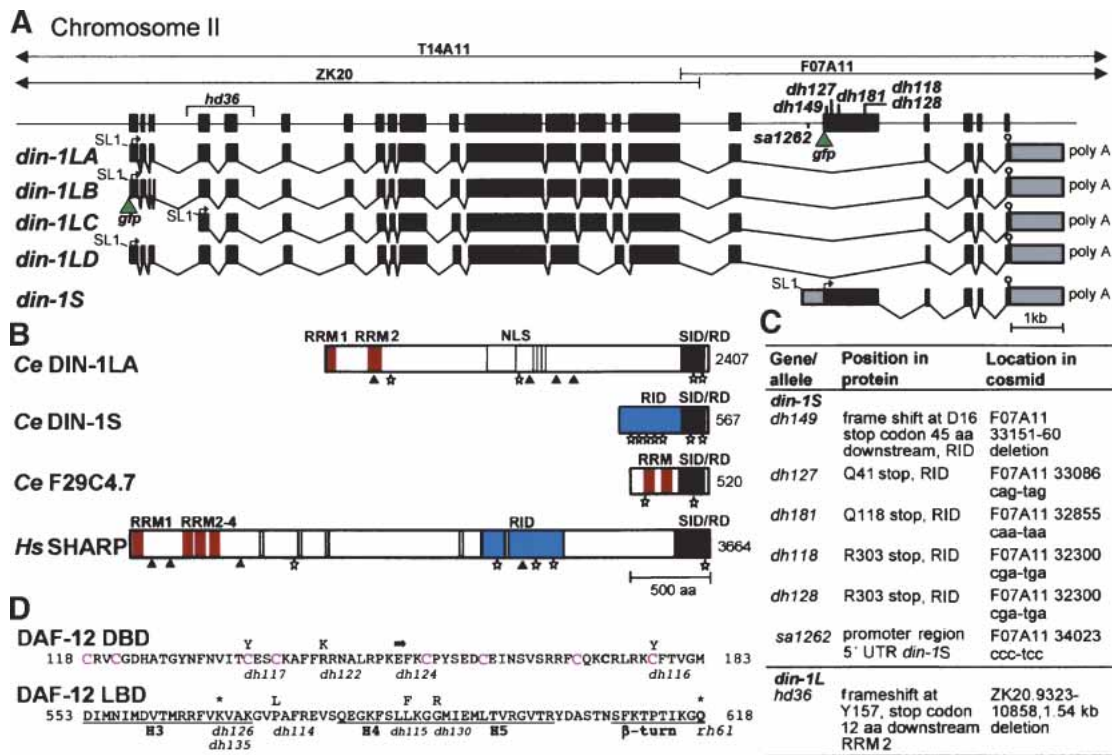 A Chromosome II
T14A11
F07A11
ZK20
hd36
dh127
dh118
dh149
dh181
dh128
sa1262
gfp
SL1
din-1LA
poly A
SL1
din-1LB
poly A
gfp
SL1
din-1LC
poly A
SL1
din-1LD
poly A
SL1
din-1S
poly A
1kb
B
RRM1 RRM2 NLS SID/RD
Ce DIN-1LA 2407
RID SID/RD
Ce DIN-1S 567
RRM SID/RD
Ce F29C4.7 520
RRM1 RRM2-4 RID SID/RD
Hs SHARP 3664
500 aa
C
Gene/ Position in Location in
allele protein cosmid
din-1S
dh149 frame shift at D16 F07A11
stop codon 45 aa 33151-60
downstream, RID deletion
dh127 Q41 stop, RID F07A11 33086
cag-tag
dh181 Q118 stop, RID F07A11 32855
caa-taa
dh118 R303 stop, RID F07A11 32300
cga-tga
dh128 R303 stop, RID F07A11 32300
cga-tga
sa1262 promoter region F07A11 34023
5' UTR din-1S ccc-tcc
din-1L
hd36 frameshift at ZK20.9323-
Y157, stop codon 10858,1.54 kb
12 aa downstream deletion
RRM 2
D
DAF-12 DBD
Y R Y
118 CRVCGDHATGYNFNVITCESCKAFFRRNALRPKEFKCPYSEDCEINSVSRRFCQKCRLRKCFTVGM 183
dh117 dh122 dh124 dh116
DAF-12 LBD
* L F R *
553 DIMNIMDVTMRRFVKVAKGVPAFREVSQEGKFSLLKGGMIEMLTVRGVTRYDASTNSFKTPTIKGQ 618
H3 dh126 dh114 H4 dh115 dh130 H5 β-turn rh61
dh135